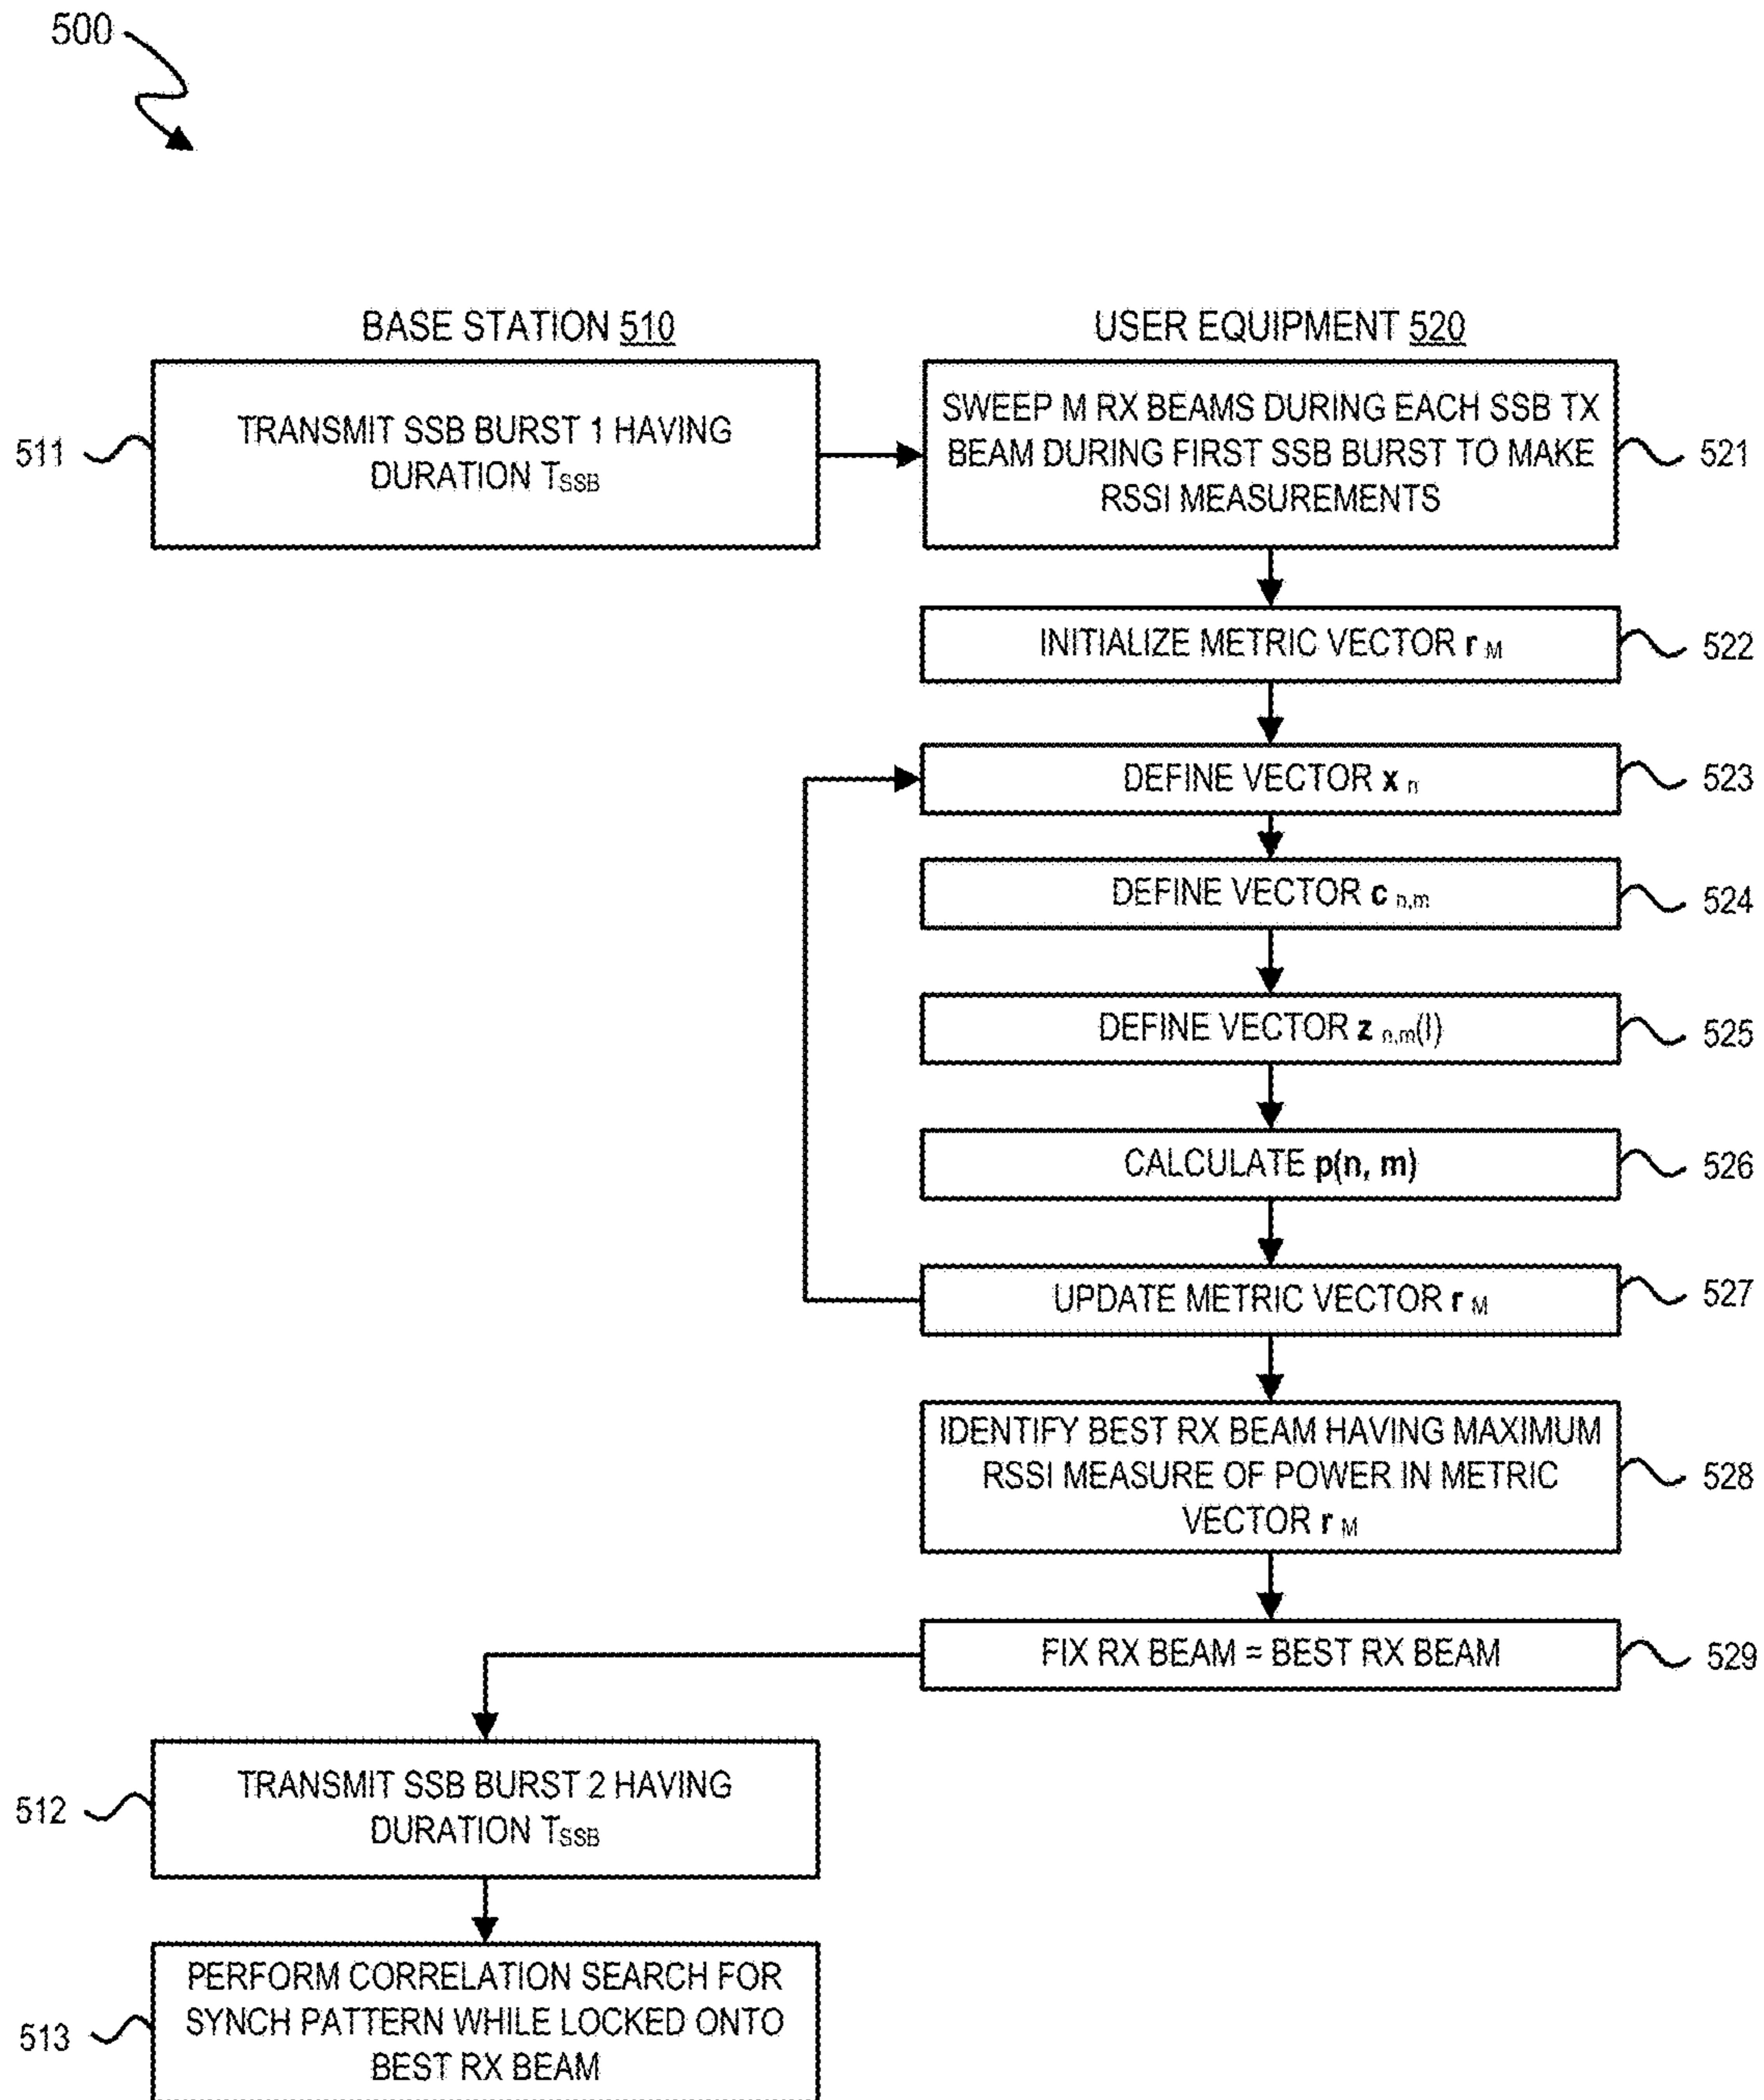 500
BASE STATION 510
USER EQUIPMENT 520
511
TRANSMIT SSB BURST 1 HAVING
DURATION TSSB
SWEEP M RX BEAMS DURING EACH SSB TX
BEAM DURING FIRST SSB BURST TO MAKE
RSSI MEASUREMENTS
521
INITIALIZE METRIC VECTOR r M
522
DEFINE VECTOR x n
523
DEFINE VECTOR c n,m
524
DEFINE VECTOR z n,m(l)
525
CALCULATE p(n, m)
526
UPDATE METRIC VECTOR r M
527
IDENTIFY BEST RX BEAM HAVING MAXIMUM
RSSI MEASURE OF POWER IN METRIC
VECTOR r M
528
FIX RX BEAM = BEST RX BEAM
529
512
TRANSMIT SSB BURST 2 HAVING
DURATION TSSB
513
PERFORM CORRELATION SEARCH FOR
SYNCH PATTERN WHILE LOCKED ONTO
BEST RX BEAM